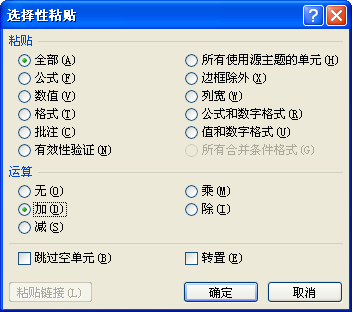 选择性粘贴
粘贴
全部(A)
所有使用源主题的单元(H)
公式(F)
边框除外(X)
数值(V)
列宽(W)
格式(T)
公式和数字格式(R)
批注(C)
值和数字格式(U)
有效性验证(N)
所有合并条件格式(G)
运算
无(O)
乘(M)
加(D)
除(I)
减(S)
跳过空单元(B)
转置(E)
粘贴链接(L)
确定
取消